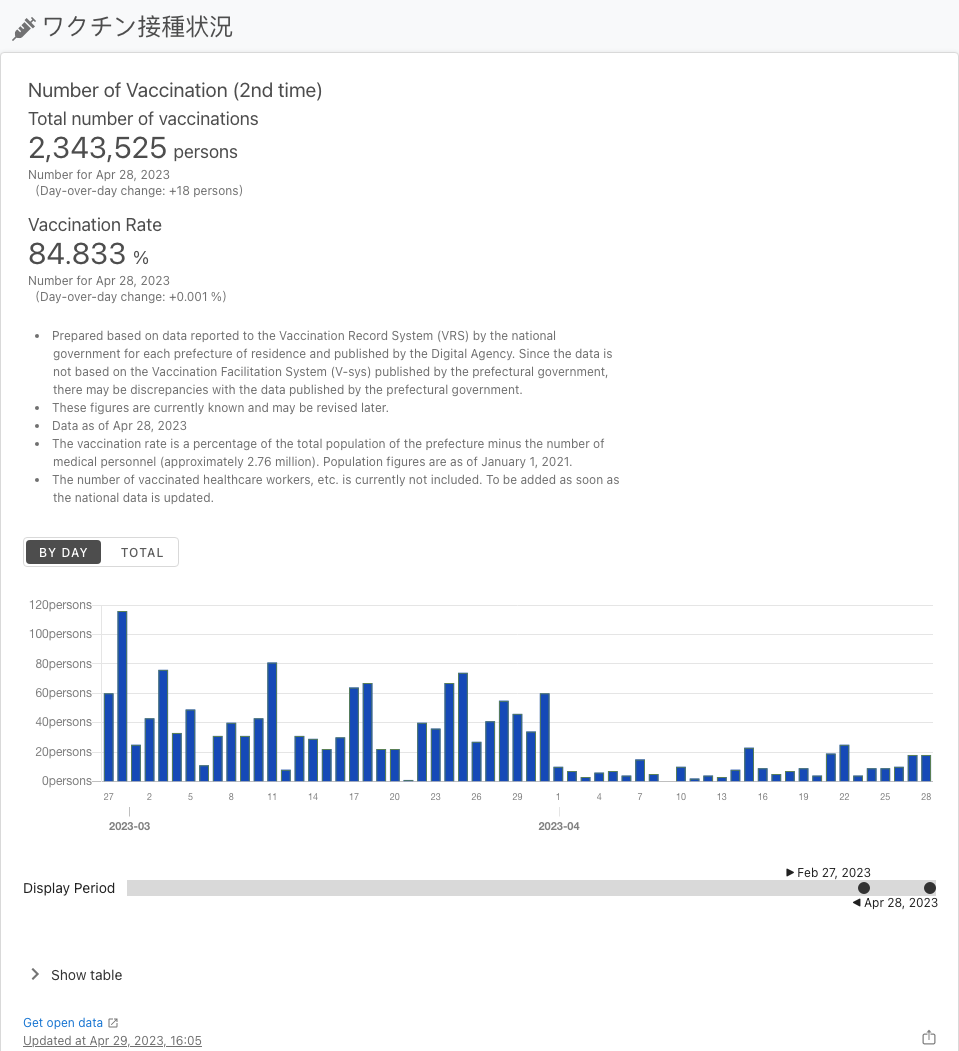 ワクチン接種状況
Number of Vaccination (2nd time)
Total number of vaccinations
2,343,525 persons
Number for Apr 28, 2023
(Day-over-day change: +18 persons)
Vaccination Rate
84.833 %
Number for Apr 28, 2023
(Day-over-day change: +0.001 %)
• Prepared based on data reported to the Vaccination Record System (VRS) by the national
government for each prefecture of residence and published by the Digital Agency. Since the data is
not based on the Vaccination Facilitation System (V-sys) published by the prefectural government,
there may be discrepancies with the data published by the prefectural government.
• These figures are currently known and may be revised later.
• Data as of Apr 28, 2023
• The vaccination rate is a percentage of the total population of the prefecture minus the number of
medical personnel (approximately 2.76 million). Population figures are as of January 1, 2021.
• The number of vaccinated healthcare workers, etc. is currently not included. To be added as soon as
the national data is updated.
BY DAY TOTAL
120persons
100persons
80persons
60persons
40persons
20persons
0persons
27 2 5 8 11 14 17 20 23 26 29 1 4 7 10 13 16 19 22 25 28
2023-03 2023-04
Feb 27, 2023
Display Period
Apr 28, 2023
Show table
Get open data
Updated at Apr 29, 2023, 16:05